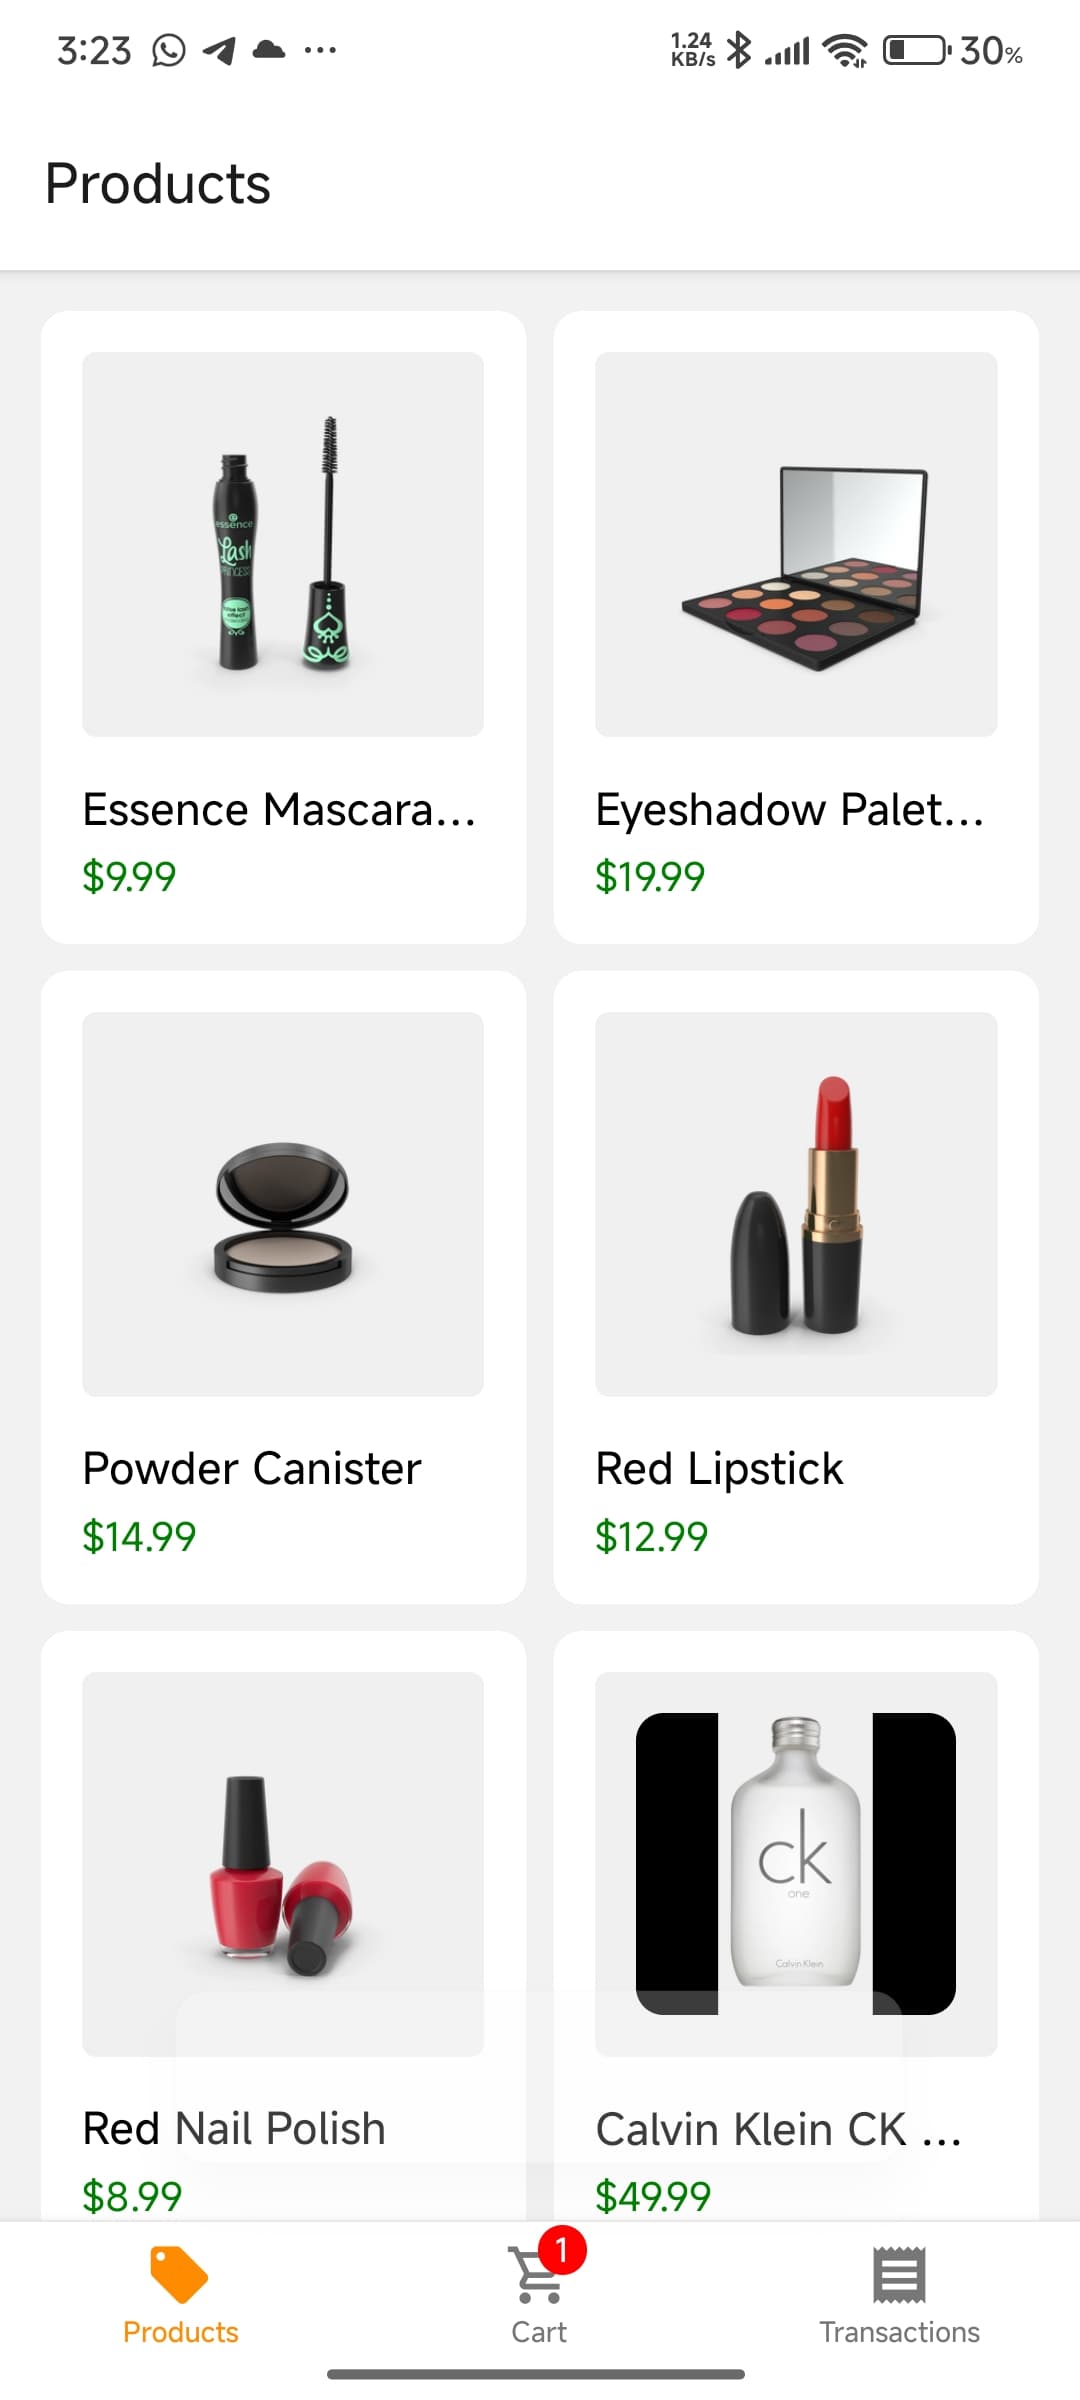 3:23 ... 1.24 KB/s 30%
Products
essence
Lash
PRINCESS
Essence Mascara...
$9.99
Eyeshadow Palet...
$19.99
Powder Canister
$14.99
Red Lipstick
$12.99
ck
one
Calvin Klein
Red Nail Polish
$8.99
Calvin Klein CK ...
$49.99
1
Products
Cart
Transactions